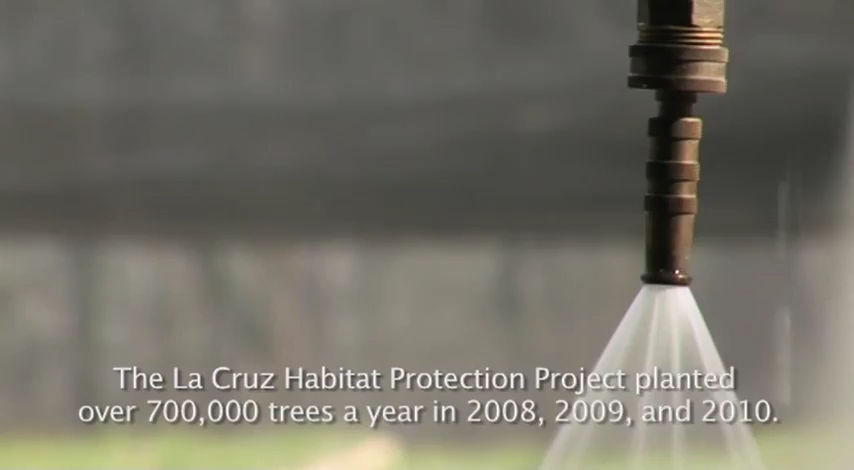 The La Cruz Habitat Protection Project planted
over 700,000 trees a year in 2008, 2009, and 2010.